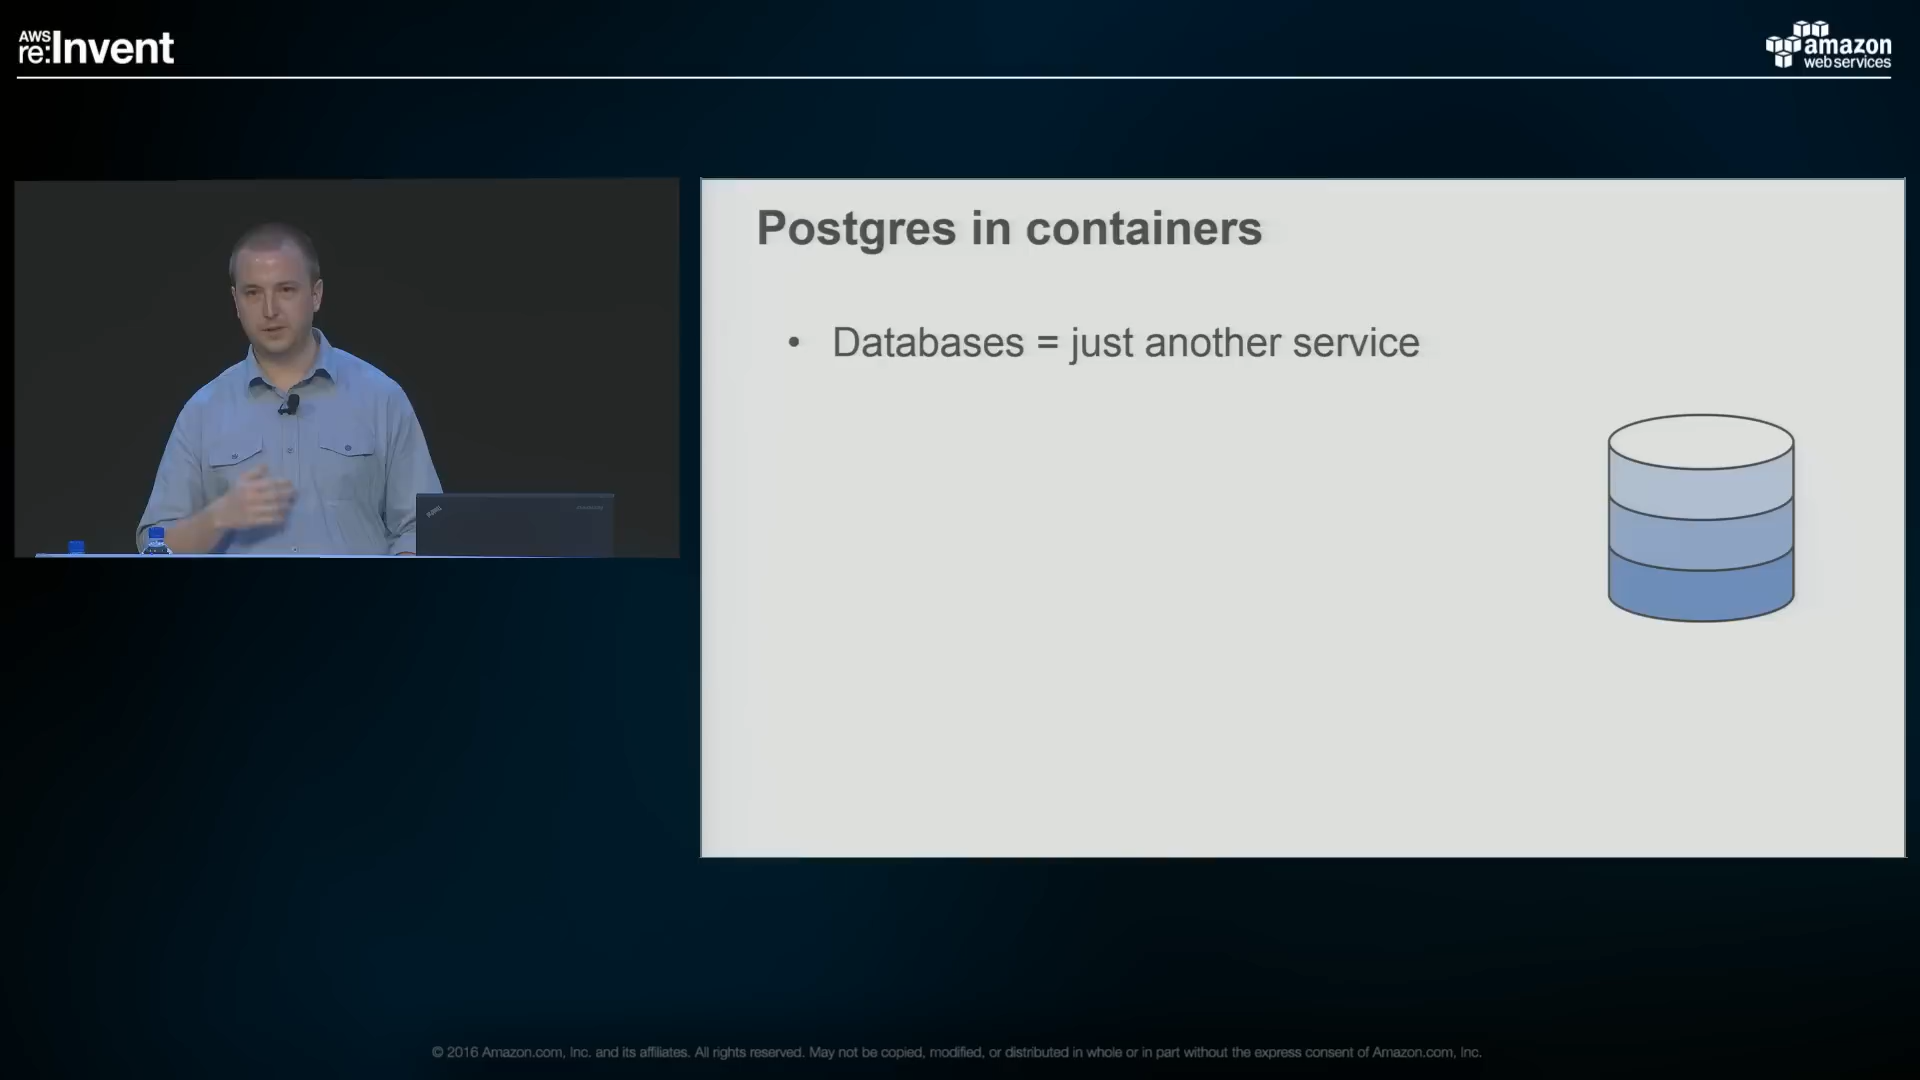 AWS
re:Invent
amazon
web services
Postgres in containers
• Databases = just another service
© 2016 Amazon.com, Inc. and its affiliates. All rights reserved. May not be copied, modified, or distributed in whole or in part without the express consent of Amazon.com, Inc.